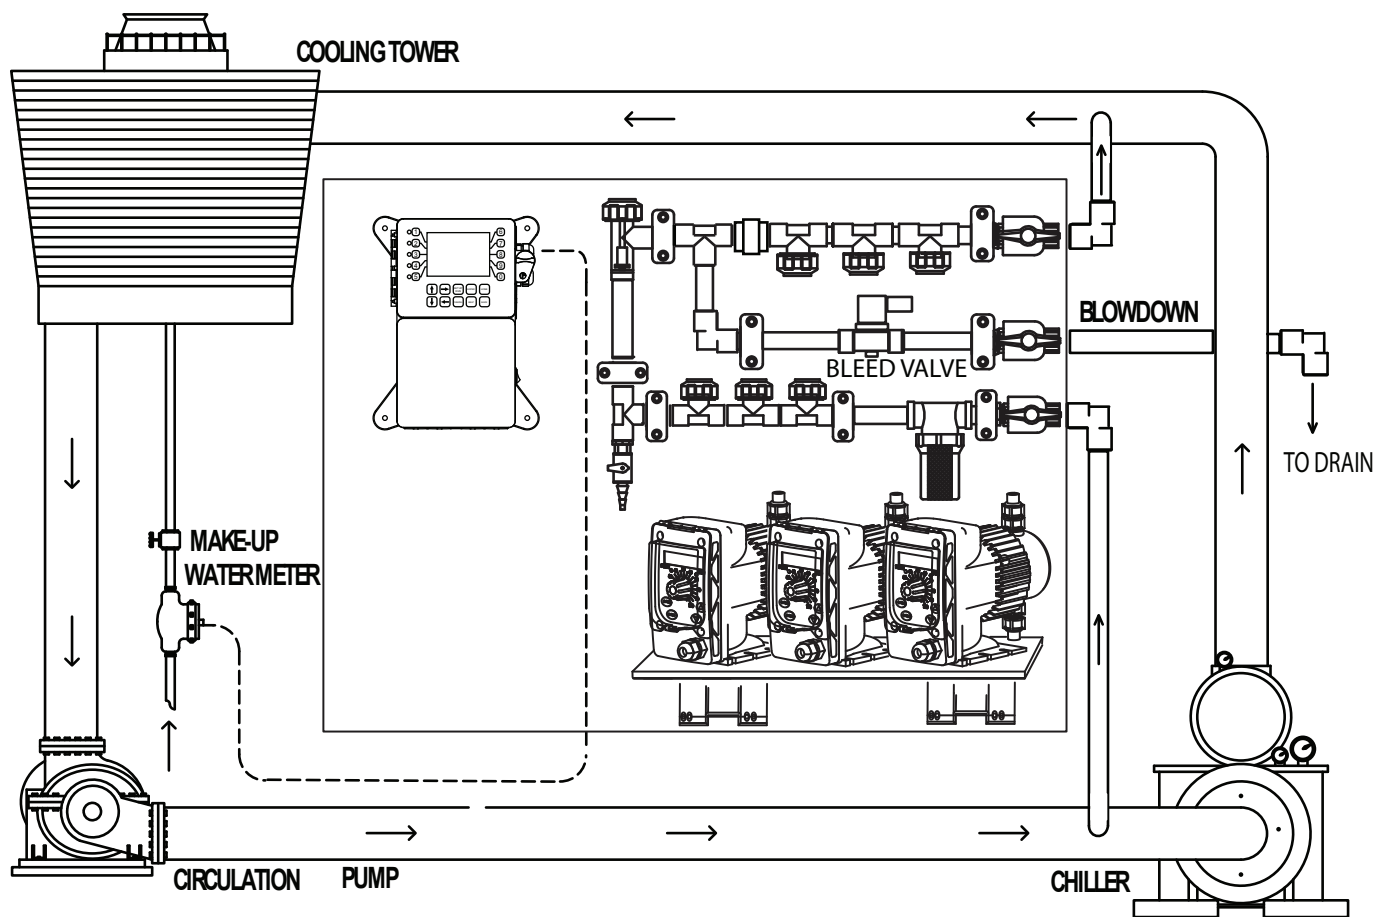 COOLING TOWER
BLOWDOWN
BLEED VALVE
TO DRAIN
MAKE-UP
WATER METER
CIRCULATION PUMP
CHILLER